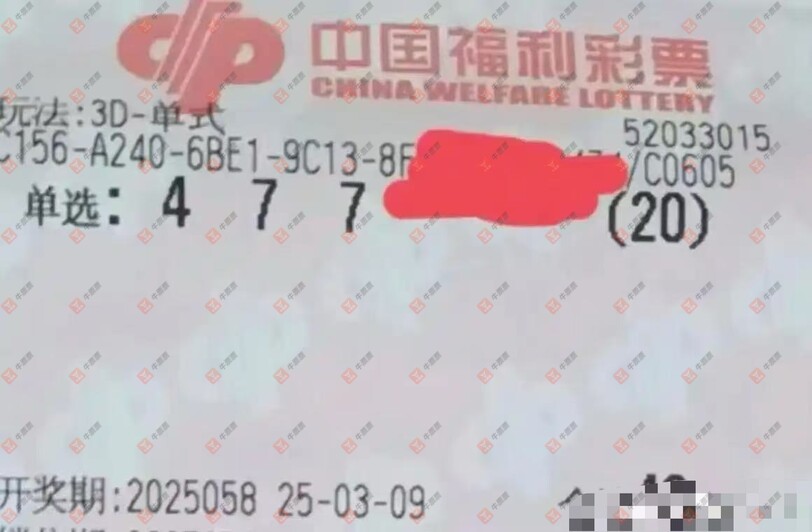 中国福利彩票
CHINA WELFARE LOTTERY
玩法:3D-单式
52033015
C156-A240-6BE1-9C13-8F /C0605
单选: 4 7 7 (20)
开奖期:2025058 25-03-09